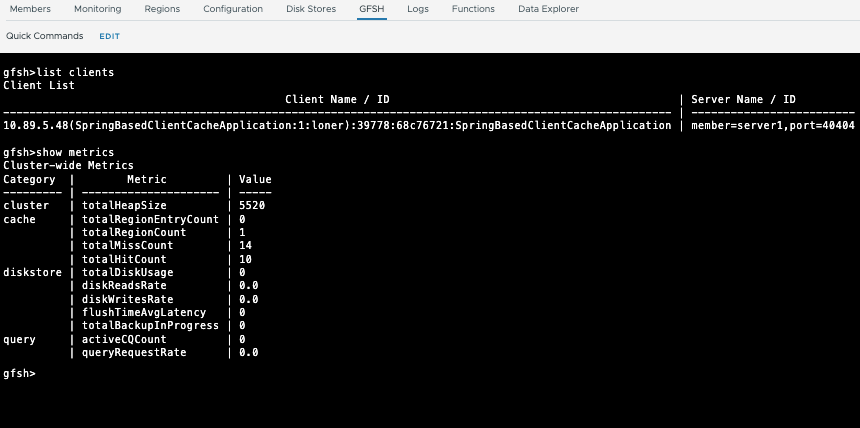 Members Monitoring Regions Configuration Disk Stores GFSH Logs Functions Data Explorer
Quick Commands EDIT
gfsh>list clients
Client List
Client Name / ID | Server Name / ID
------------------------------------------------------------------------------------------------------- | -------------------------
10.89.5.48(SpringBasedClientCacheApplication:1:loner):39778:68c76721:SpringBasedClientCacheApplication | member=server1,port=40404
gfsh>show metrics
Cluster-wide Metrics
Category | Metric | Value
--------- | --------------------- | -----
cluster | totalHeapSize | 5520
cache | totalRegionEntryCount | 0
| totalRegionCount | 1
| totalMissCount | 14
| totalHitCount | 10
diskstore | totalDiskUsage | 0
| diskReadsRate | 0.0
| diskWritesRate | 0.0
| flushTimeAvgLatency | 0
| totalBackupInProgress | 0
query | activeCQCount | 0
| queryRequestRate | 0.0
gfsh>